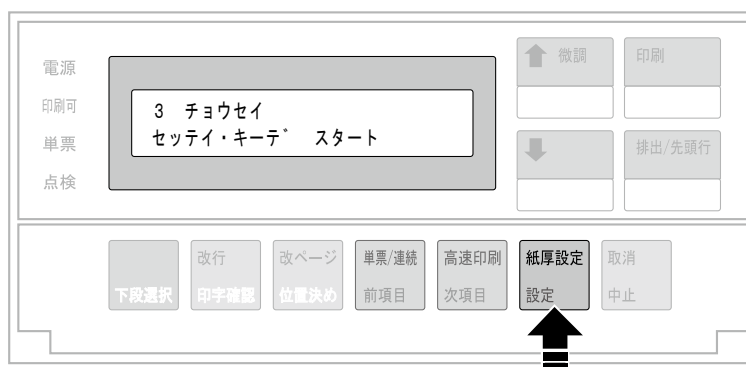 電源
印刷可
単票
点検
3 チョウセイ
セッテイ・キーデ スタート
微調
印刷
排出/先頭行
下段選択
改行
印字確認
改ページ
位置決め
単票/連続
前項目
高速印刷
次項目
紙厚設定
設定
取消
中止